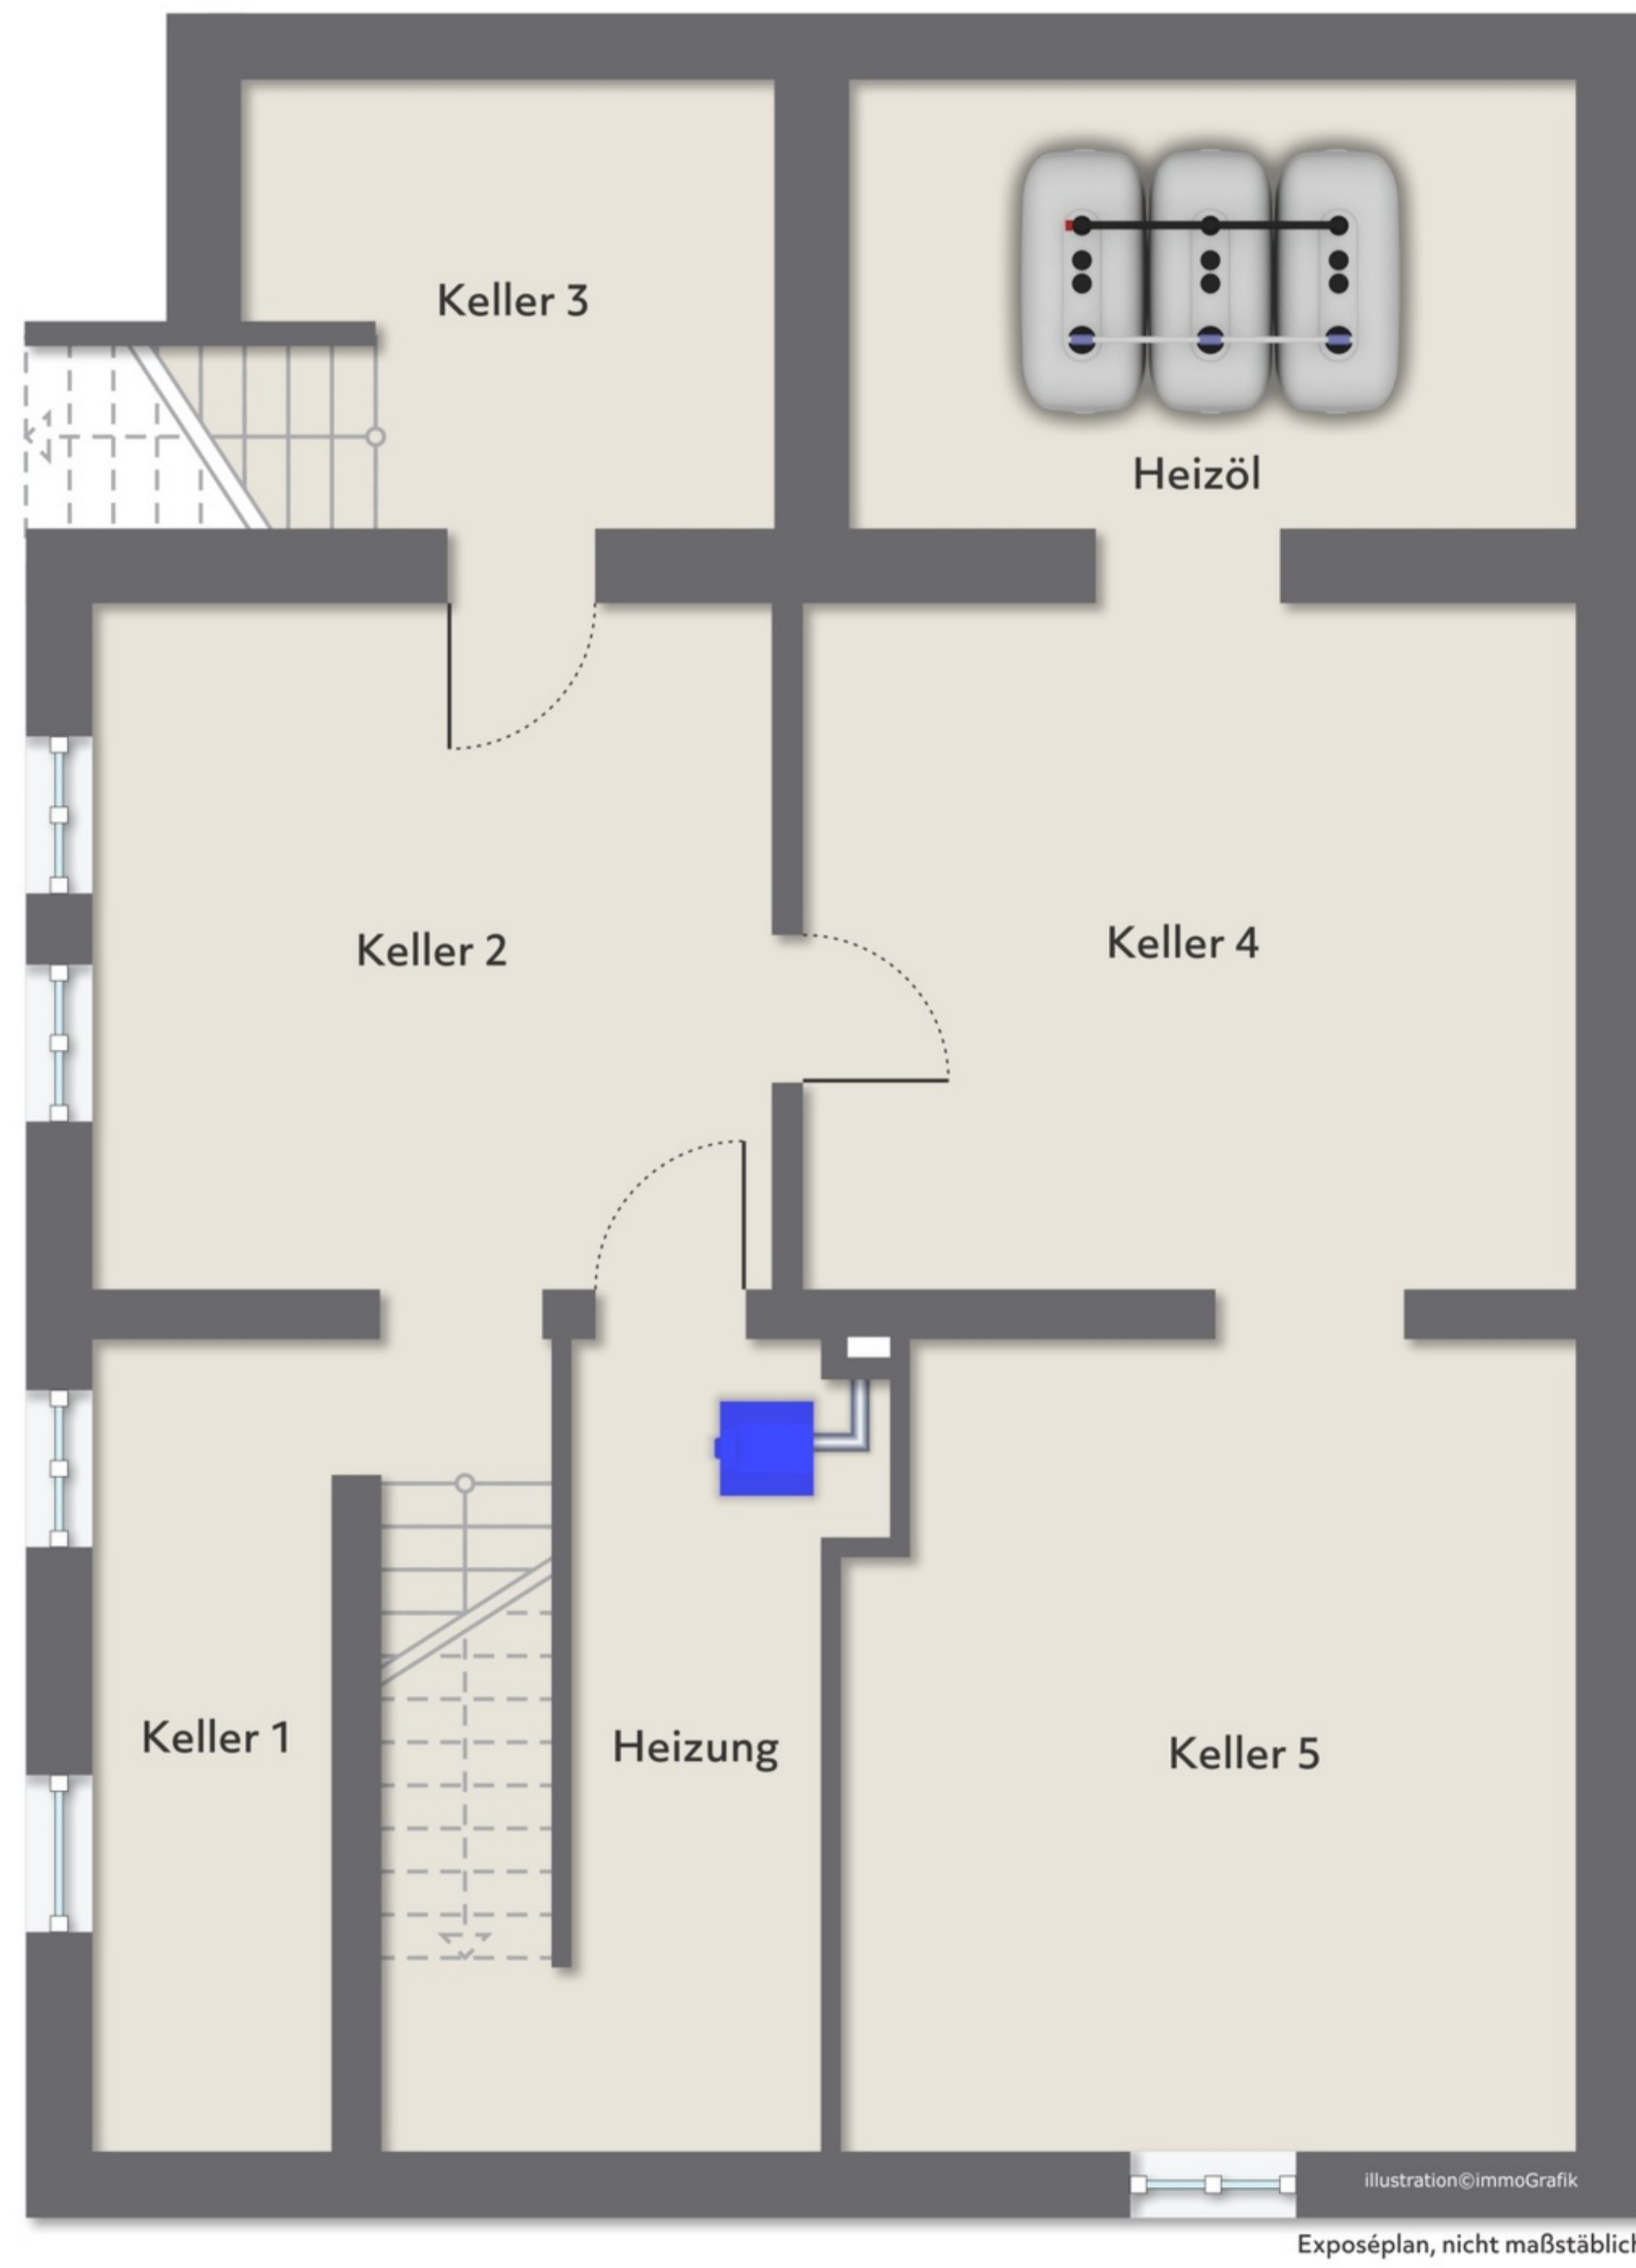 Keller 3
Heizöl
Keller 2
Keller 4
Keller 1
Heizung
Keller 5
illustration©immoGrafik
Exposéplan, nicht maßstäblich